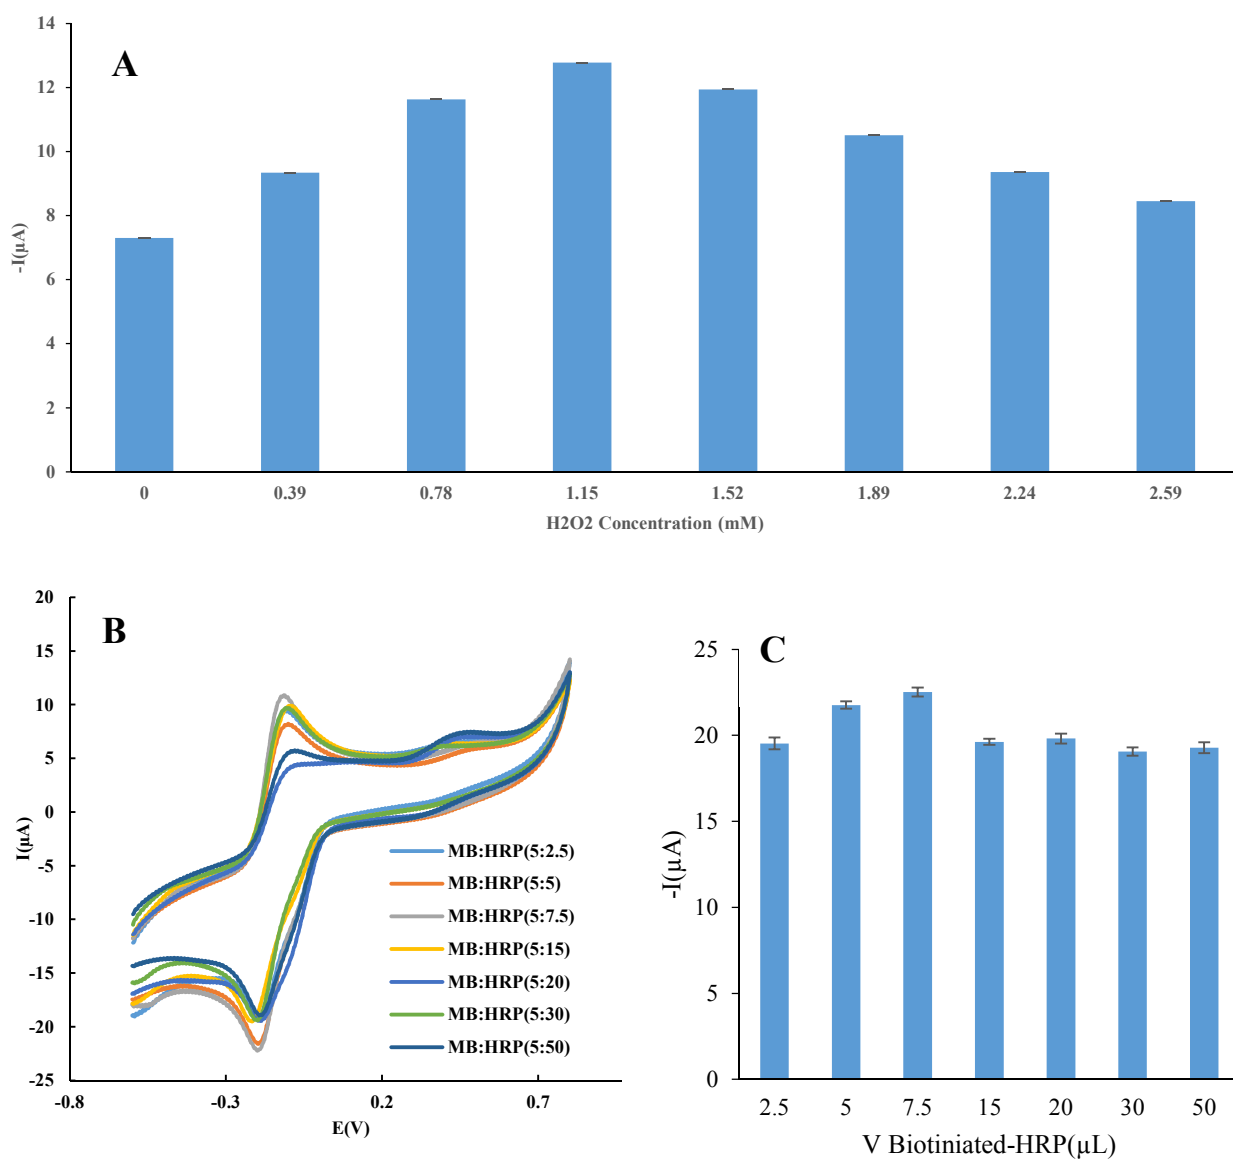 A
14
12
10
8
6
4
2
0
-I(µA)
0 0.39 0.78 1.15 1.52 1.89 2.24 2.59
H2O2 Concentration (mM)
B
20
15
10
5
0
-5
-10
-15
-20
-25
I(µA)
-0.8 -0.3 0.2 0.7
E(V)
MB:HRP(5:2.5)
MB:HRP(5:5)
MB:HRP(5:7.5)
MB:HRP(5:15)
MB:HRP(5:20)
MB:HRP(5:30)
MB:HRP(5:50)
C
25
20
15
10
5
0
-I(µA)
2.5 5 7.5 15 20 30 50
V Biotiniated-HRP(µL)